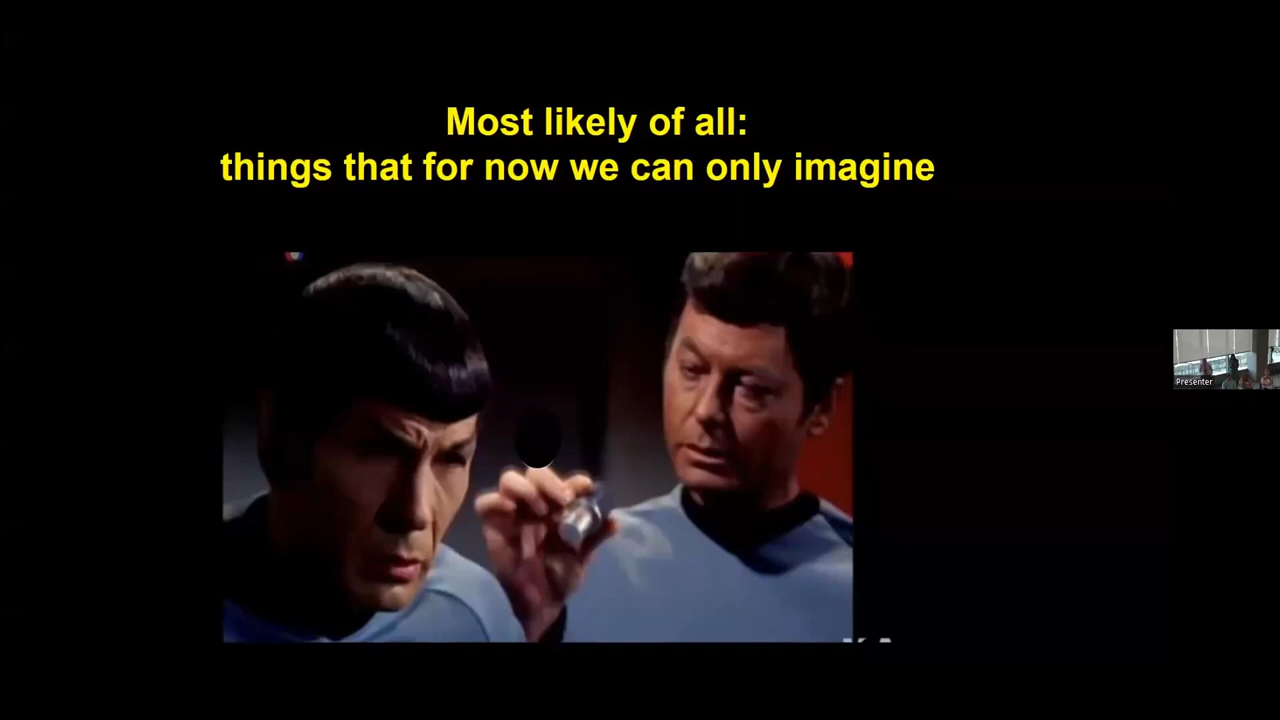 Most likely of all:
things that for now we can only imagine
Presenter